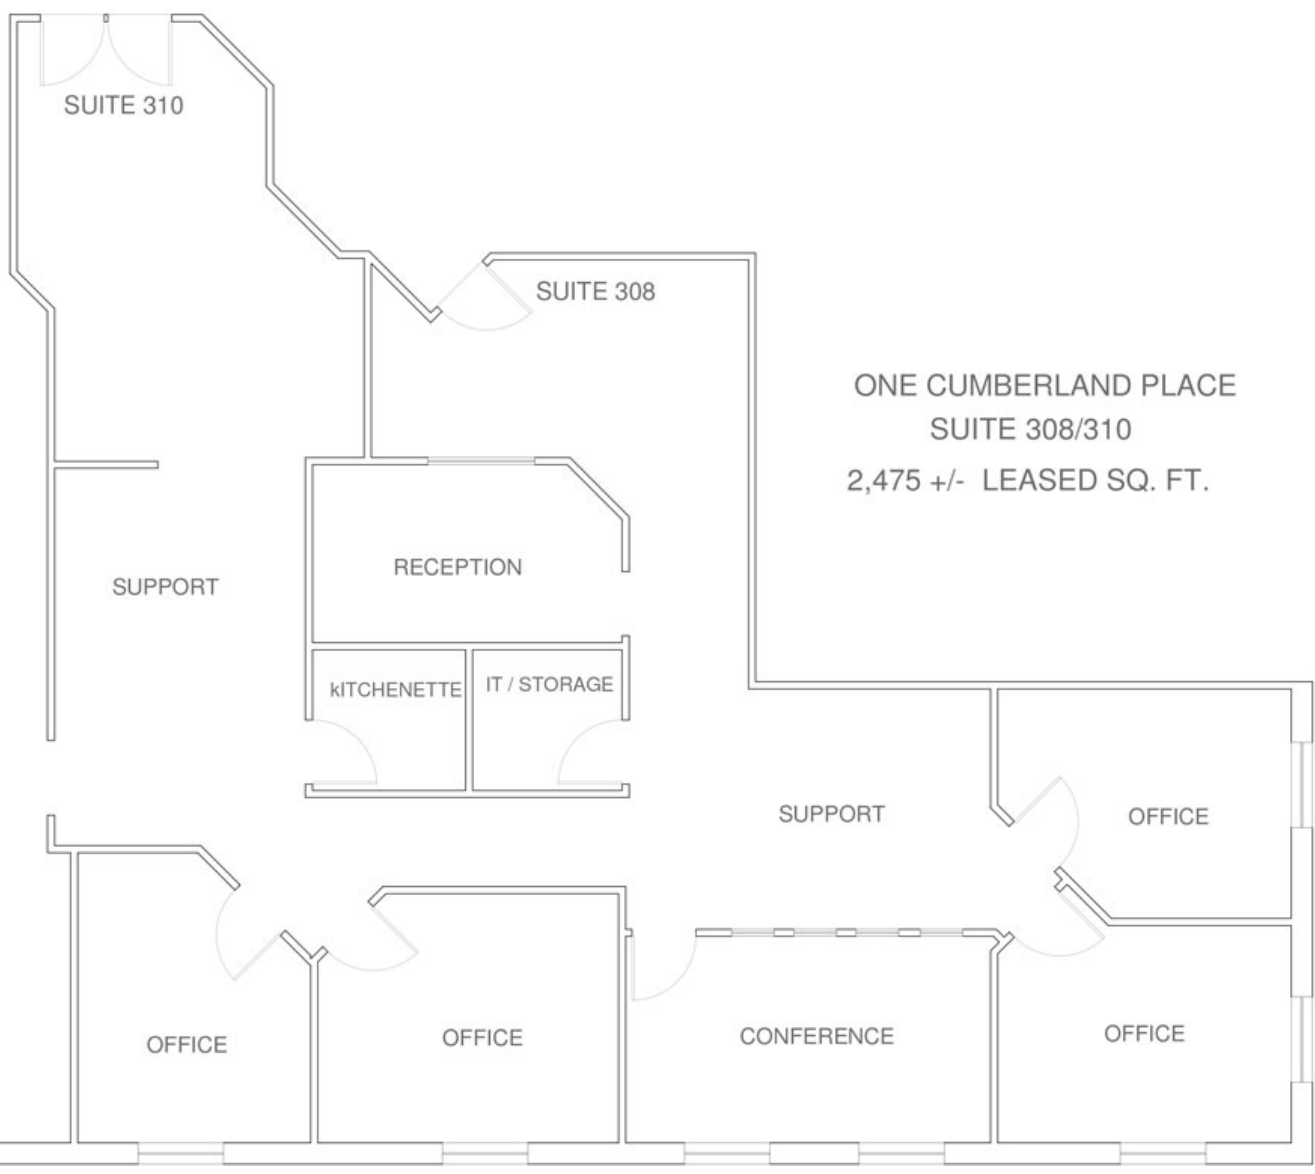 SUITE 310
SUITE 308
ONE CUMBERLAND PLACE
SUITE 308/310
2,475 +/- LEASED SQ. FT.
RECEPTION
SUPPORT
kITCHENETTE
IT / STORAGE
SUPPORT
OFFICE
OFFICE
OFFICE
CONFERENCE
OFFICE